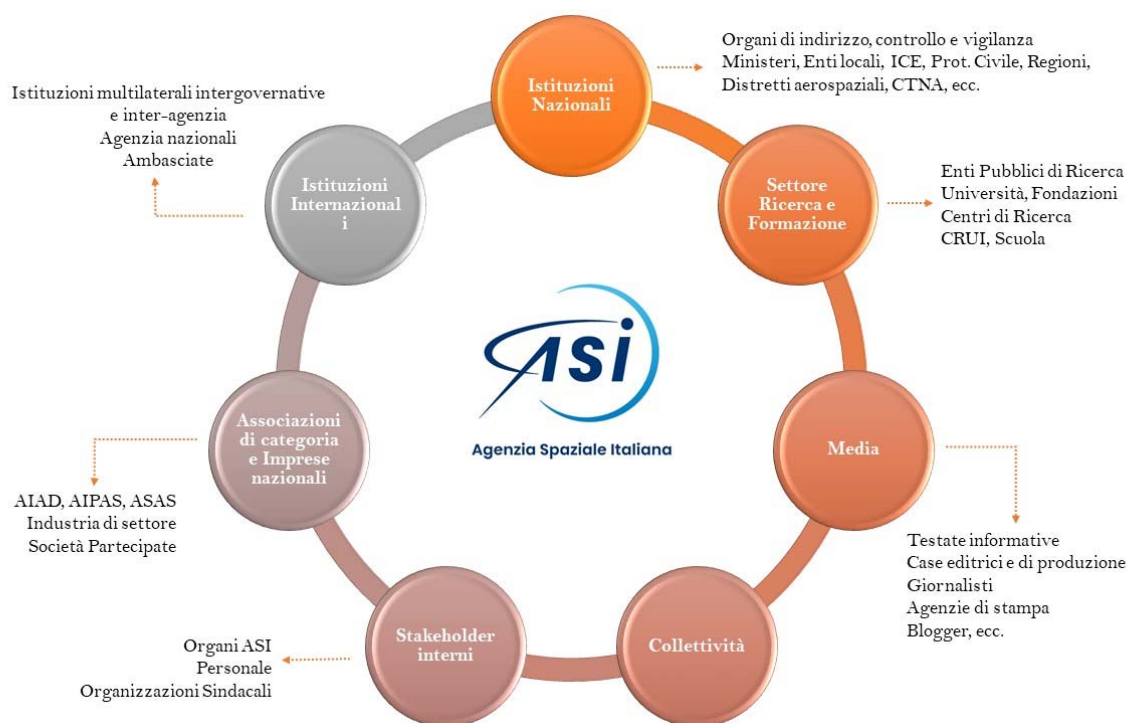 Istituzioni
Nazionali
Organi di indirizzo, controllo e vigilanza
Ministeri, Enti locali, ICE, Prot. Civile, Regioni,
Distretti aerospaziali, CTNA, ecc.
Settore
Ricerca e
Formazione
Enti Pubblici di Ricerca
Università, Fondazioni
Centri di Ricerca
CRUI, Scuola
Media
Testate informative
Case editrici e di produzione
Giornalisti
Agenzie di stampa
Blogger, ecc.
Collettività
Stakeholder
interni
Organi ASI
Personale
Organizzazioni Sindacali
Associazioni
di categoria
e Imprese
nazionali
AIAD, AIPAS, ASAS
Industria di settore
Società Partecipate
Istituzioni
Internazional
i
Istituzioni multilaterali intergovernative
e inter-agenzia
Agenzia nazionali
Ambasciate
ASi
Agenzia Spaziale Italiana